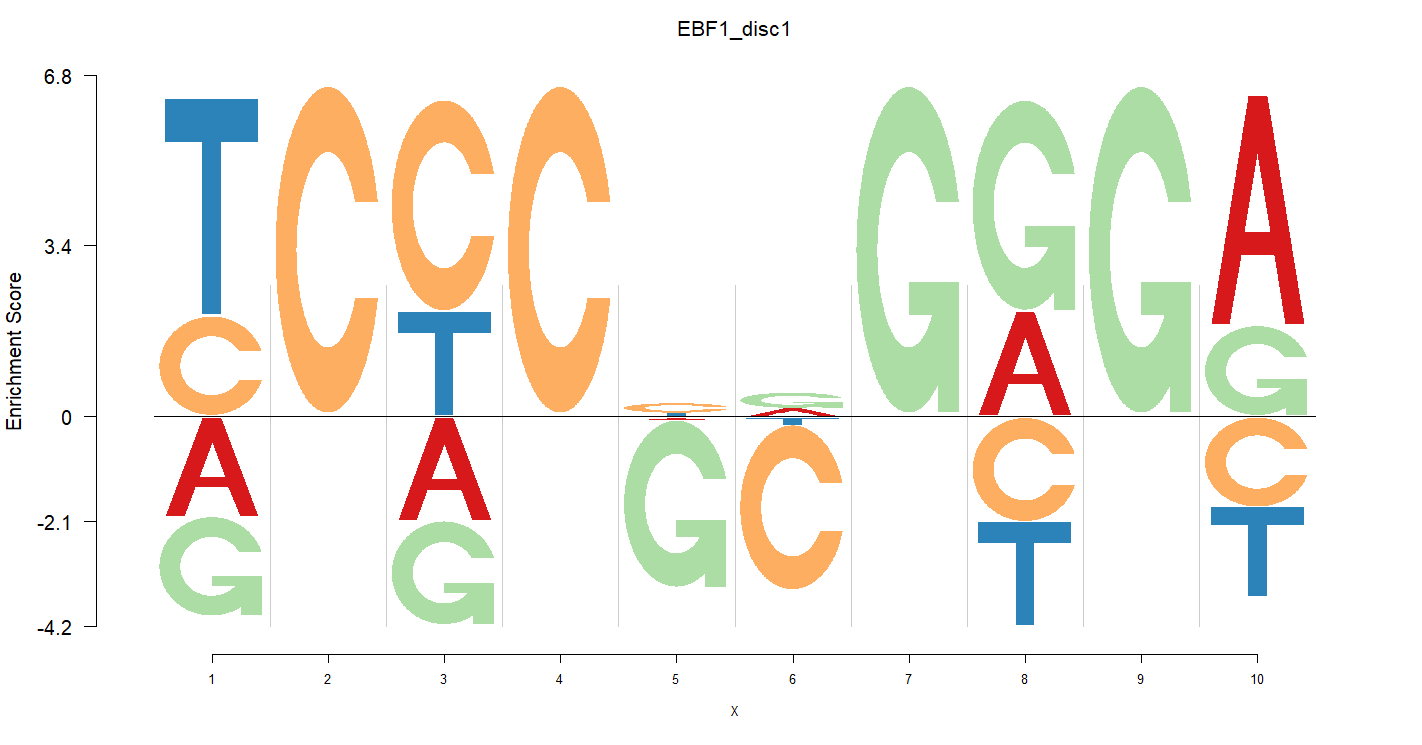 EBF1_disc1
6.8
3.4
0
-2.1
-4.2
Enrichment Score
T C C C G G G A
C T C G A G
A A G C C C
G G T T
1 2 3 4 5 6 7 8 9 10
X